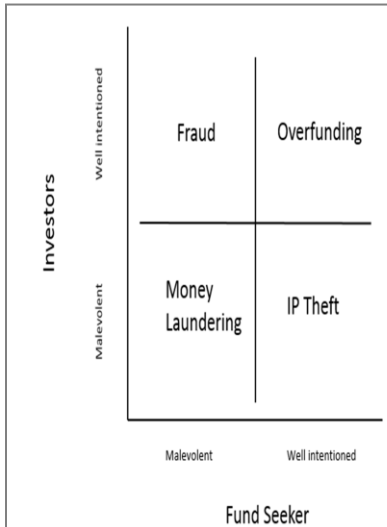 Investors
Well intentioned
Malevolent
Fraud
Overfunding
Money
Laundering
IP Theft
Malevolent
Well intentioned
Fund Seeker